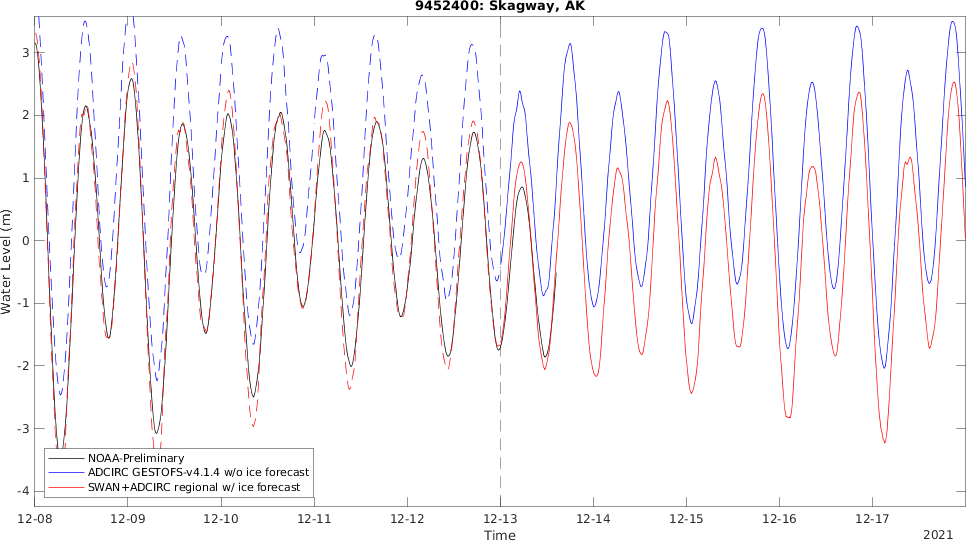 9452400: Skagway, AK
Water Level (m)
3
2
1
0
-1
-2
-3
-4
NOAA-Preliminary
ADCIRC GESTOFS-v4.1.4 w/o ice forecast
SWAN+ADCIRC regional w/ ice forecast
12-08 12-09 12-10 12-11 12-12 12-13 12-14 12-15 12-16 12-17
Time
2021